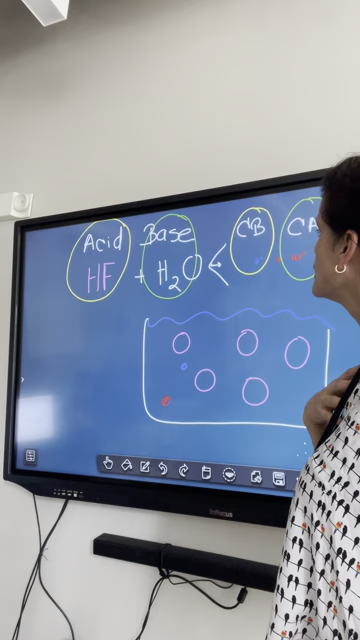 Acid Base CB CA
HF + H₂O <
InFocus